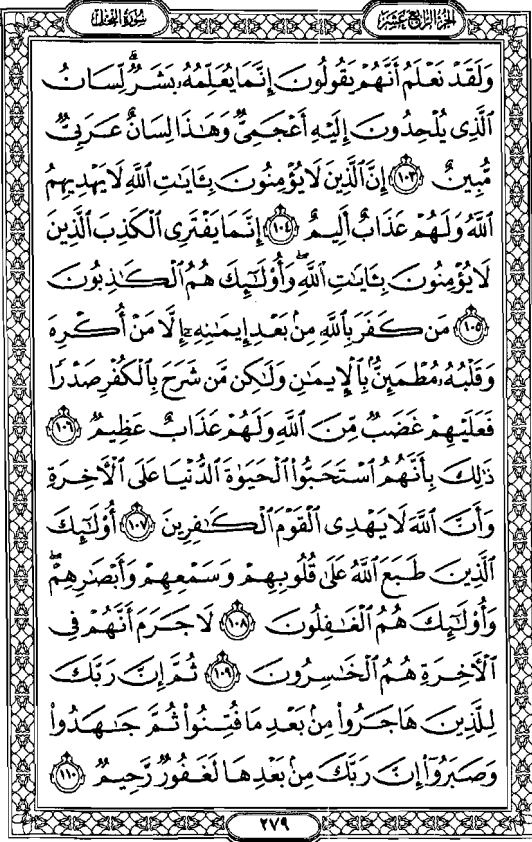 الجزء الرابع عشر
سورة النحل
وَلَقَدْ نَعْلَمُ أَنَّهُمْ يَقُولُونَ إِنَّمَا يُعَلِّمُهُۥ بَشَرٌۗ لِّسَانُ
ٱلَّذِى يُلْحِدُونَ إِلَيْهِ أَعْجَمِىٌّ وَهَٰذَا لِسَانٌ عَرَبِىٌّ
مُّبِينٌ ١٠٣ إِنَّ ٱلَّذِينَ لَا يُؤْمِنُونَ بِـَٔايَٰتِ ٱللَّهِ لَا يَهْدِيهِمُ
ٱللَّهُ وَلَهُمْ عَذَابٌ أَلِيمٌ ١٠٤ إِنَّمَا يَفْتَرِى ٱلْكَذِبَ ٱلَّذِينَ
لَا يُؤْمِنُونَ بِـَٔايَٰتِ ٱللَّهِۖ وَأُو۟لَٰٓئِكَ هُمُ ٱلْكَٰذِبُونَ
١٠٥ مَن كَفَرَ بِٱللَّهِ مِنۢ بَعْدِ إِيمَٰنِهِۦٓ إِلَّا مَنْ أُكْرِهَ
وَقَلْبُهُۥ مُطْمَئِنٌّۢ بِٱلْإِيمَٰنِ وَلَٰكِن مَّن شَرَحَ بِٱلْكُفْرِ صَدْرًا
فَعَلَيْهِمْ غَضَبٌ مِّنَ ٱللَّهِ وَلَهُمْ عَذَابٌ عَظِيمٌ ١٠٦
ذَٰلِكَ بِأَنَّهُمُ ٱسْتَحَبُّوا۟ ٱلْحَيَوٰةَ ٱلدُّنْيَا عَلَى ٱلْـَٔاخِرَةِ
وَأَنَّ ٱللَّهَ لَا يَهْدِى ٱلْقَوْمَ ٱلْكَٰفِرِينَ ١٠٧ أُو۟لَٰٓئِكَ
ٱلَّذِينَ طَبَعَ ٱللَّهُ عَلَىٰ قُلُوبِهِمْ وَسَمْعِهِمْ وَأَبْصَٰرِهِمْۖ
وَأُو۟لَٰٓئِكَ هُمُ ٱلْغَٰفِلُونَ ١٠٨ لَا جَرَمَ أَنَّهُمْ فِى
ٱلْـَٔاخِرَةِ هُمُ ٱلْخَٰسِرُونَ ١٠٩ ثُمَّ إِنَّ رَبَّكَ
لِلَّذِينَ هَاجَرُوا۟ مِنۢ بَعْدِ مَا فُتِنُوا۟ ثُمَّ جَٰهَدُوا۟
وَصَبَرُوٓا۟ إِنَّ رَبَّكَ مِنۢ بَعْدِهَا لَغَفُورٌ رَّحِيمٌ ١١٠
٢٧٩